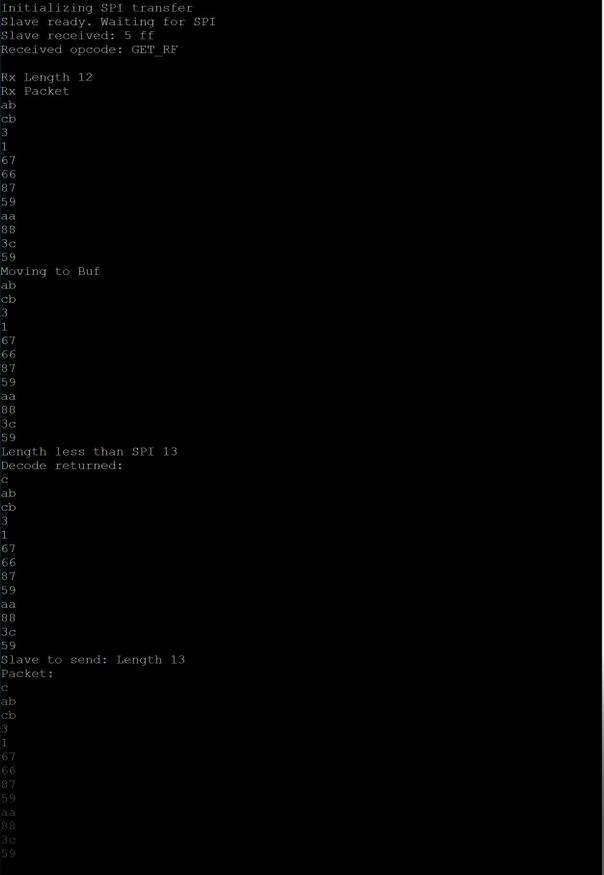 Initializing SPI transfer
Slave ready. Waiting for SPI
Slave received: 5 ff
Received opcode: GET_RF
Rx Length 12
Rx Packet
ab
cb
3
1
67
66
87
59
aa
88
3c
59
Moving to Buf
ab
cb
3
1
67
66
87
59
aa
88
3c
59
Length less than SPI 13
Decode returned:
c
ab
cb
3
1
67
66
87
59
aa
88
3c
59
Slave to send: Length 13
Packet:
c
ab
cb
3
1
67
66
87
59
aa
88
3c
59